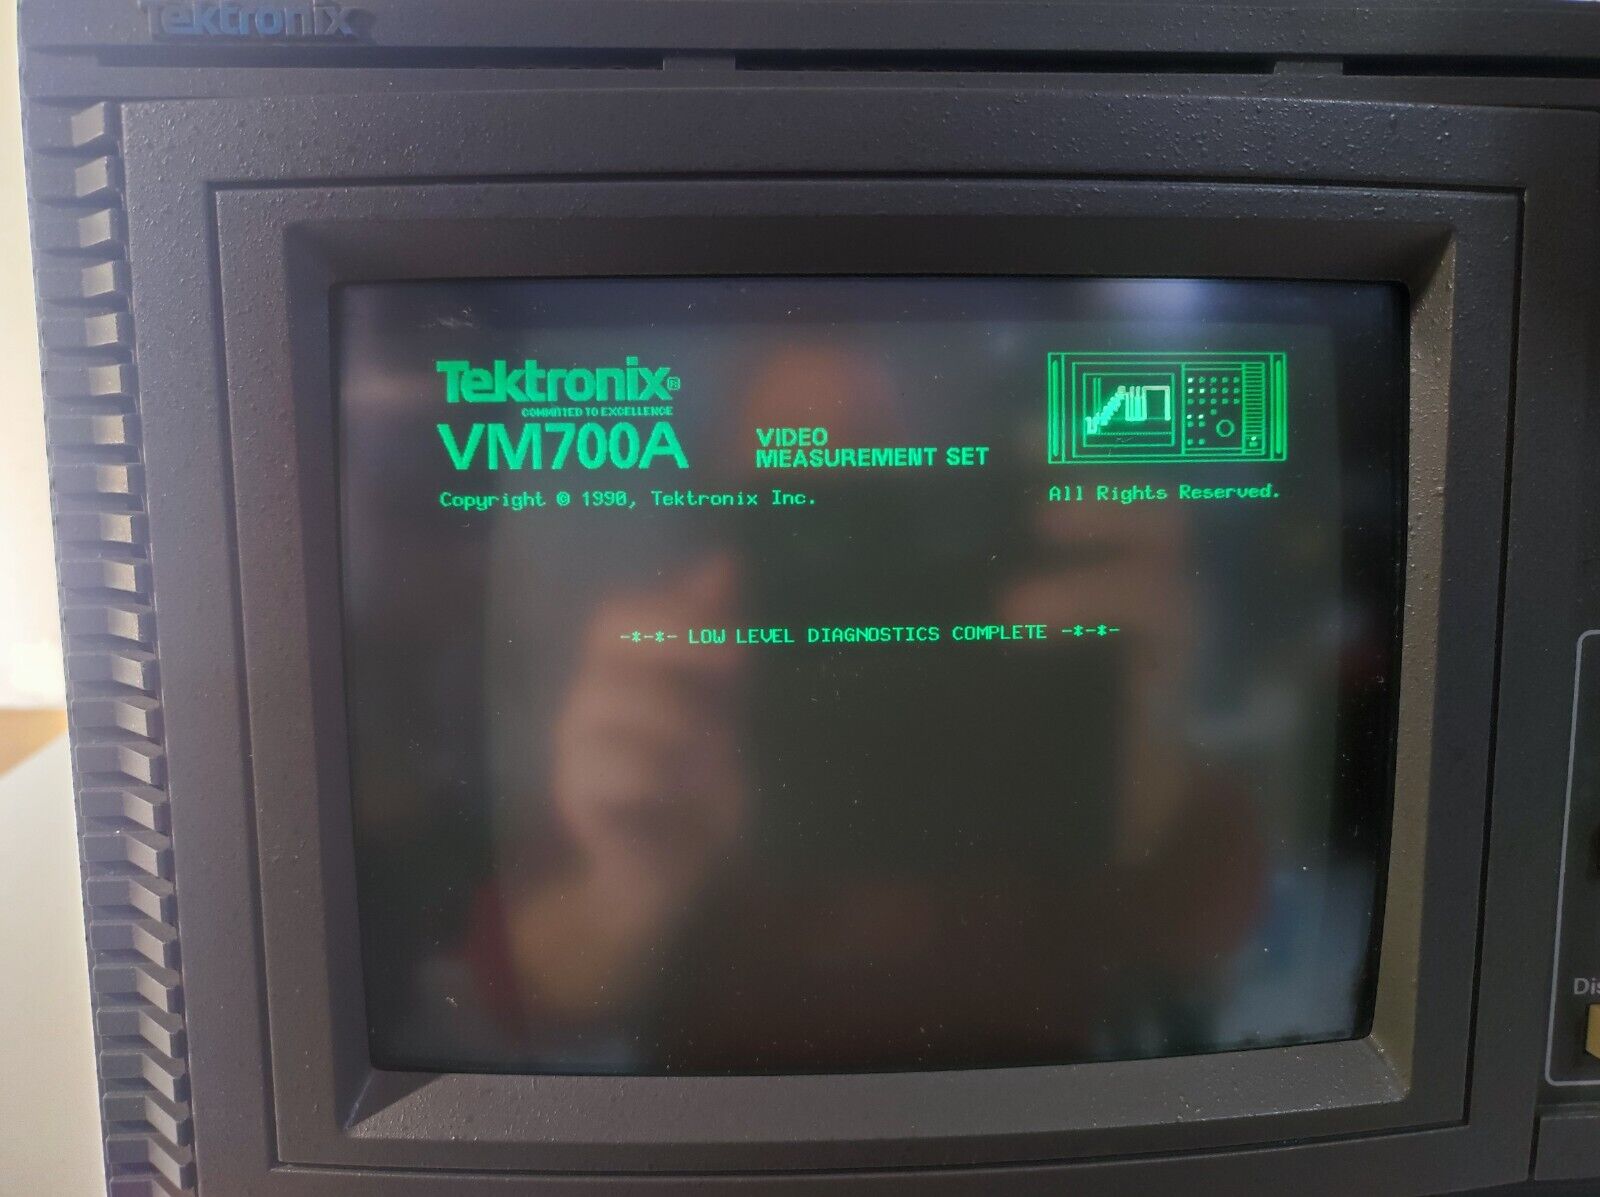 Tektronix
Tektronix®
COMMITTED TO EXCELLENCE
VM700A
VIDEO
MEASUREMENT SET
Copyright © 1990, Tektronix Inc.
All Rights Reserved.
-*-*- LOW LEVEL DIAGNOSTICS COMPLETE -*-*-
Dis